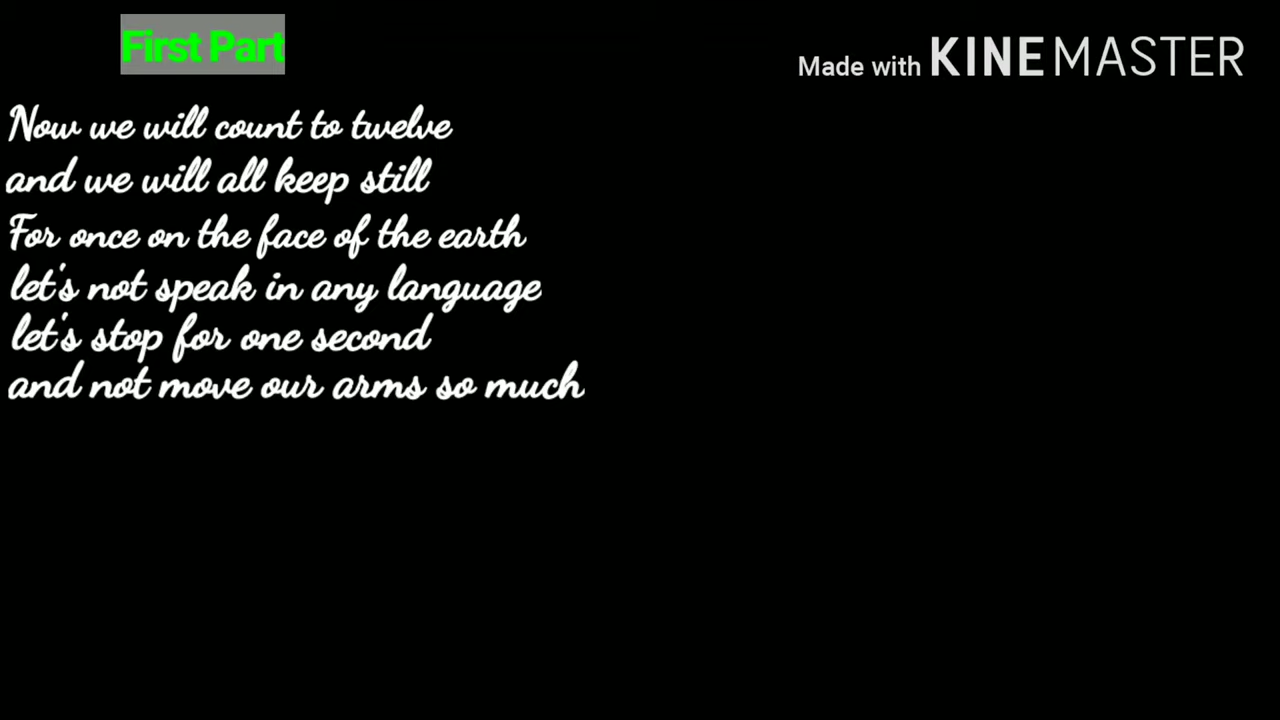 First Part
Made with KINEMASTER
Now we will count to twelve
and we will all keep still
For once on the face of the earth
let's not speak in any language
let's stop for one second
and not move our arms so much